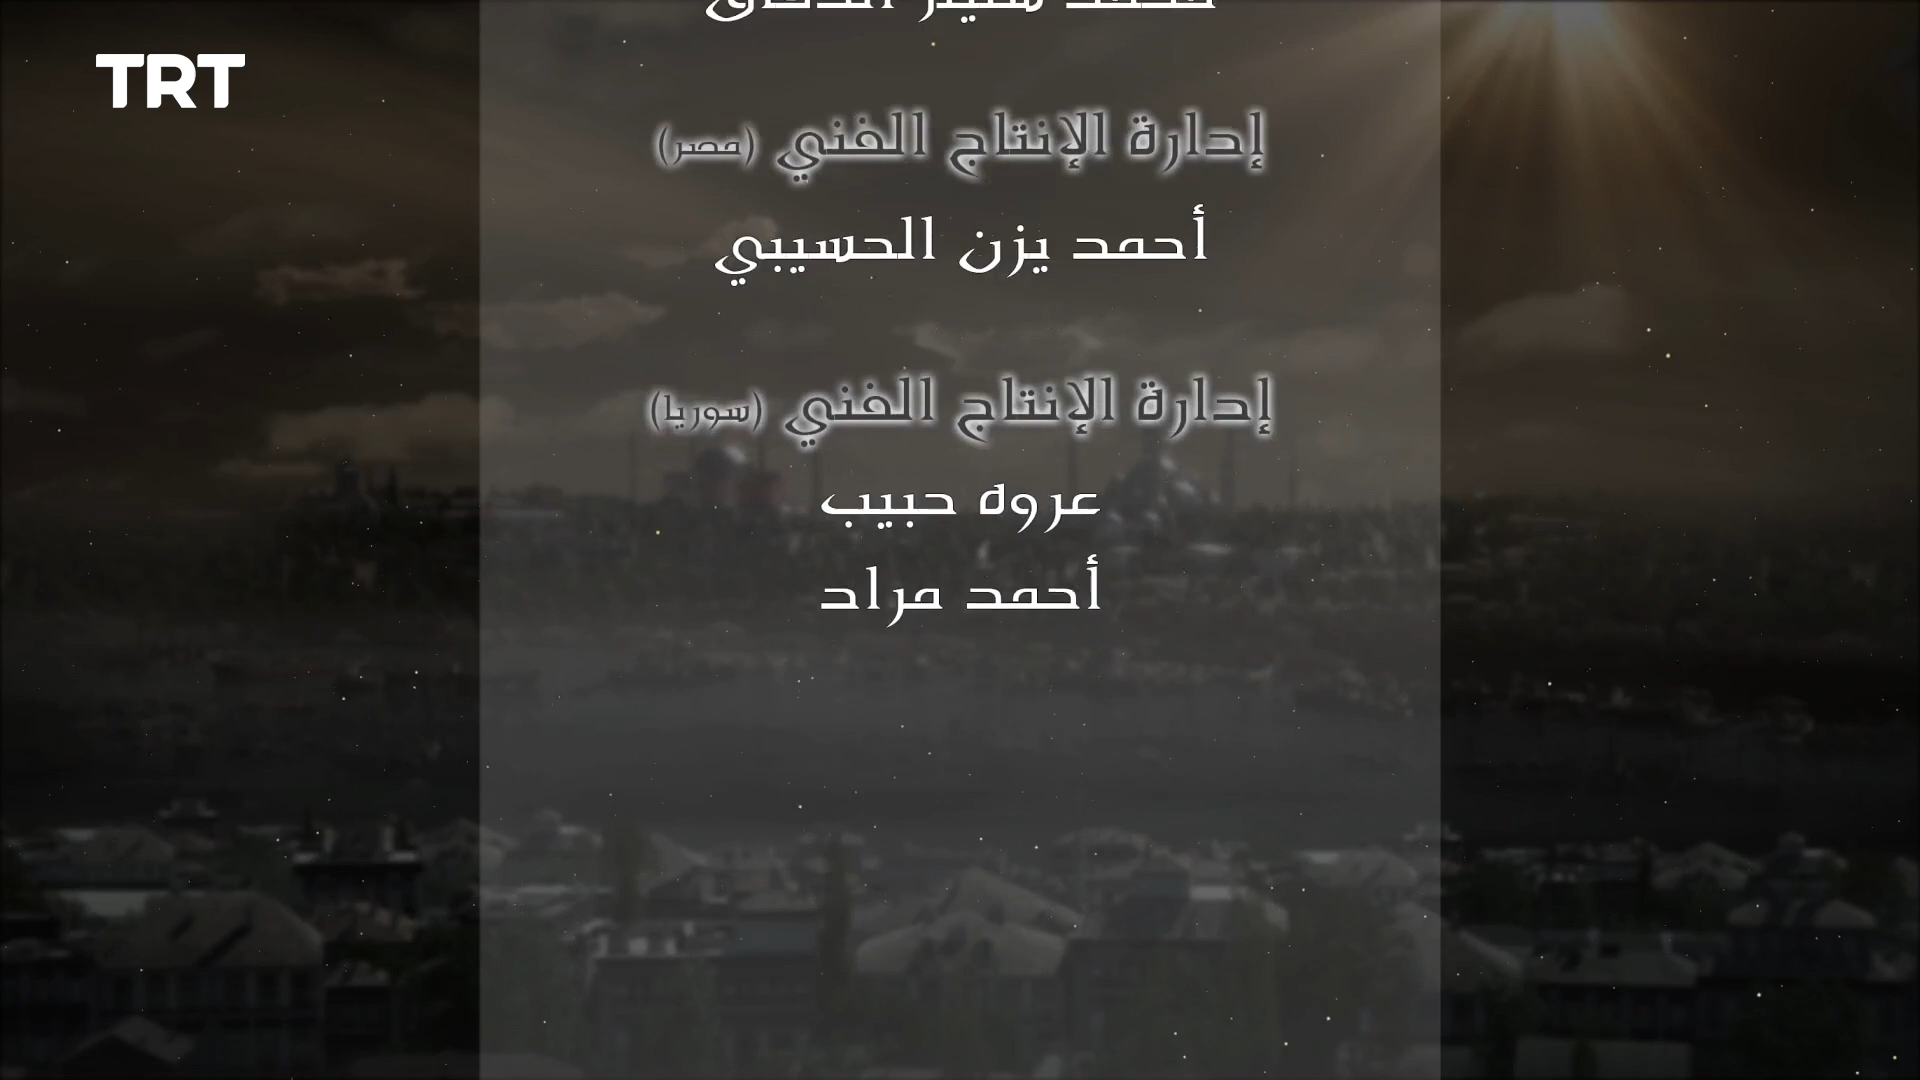 TRT
إدارة الإنتاج الفني (مصر)
أحمد يزن الحسيبي
إدارة الإنتاج الفني (سوريا)
عروه حبيب
أحمد مراد